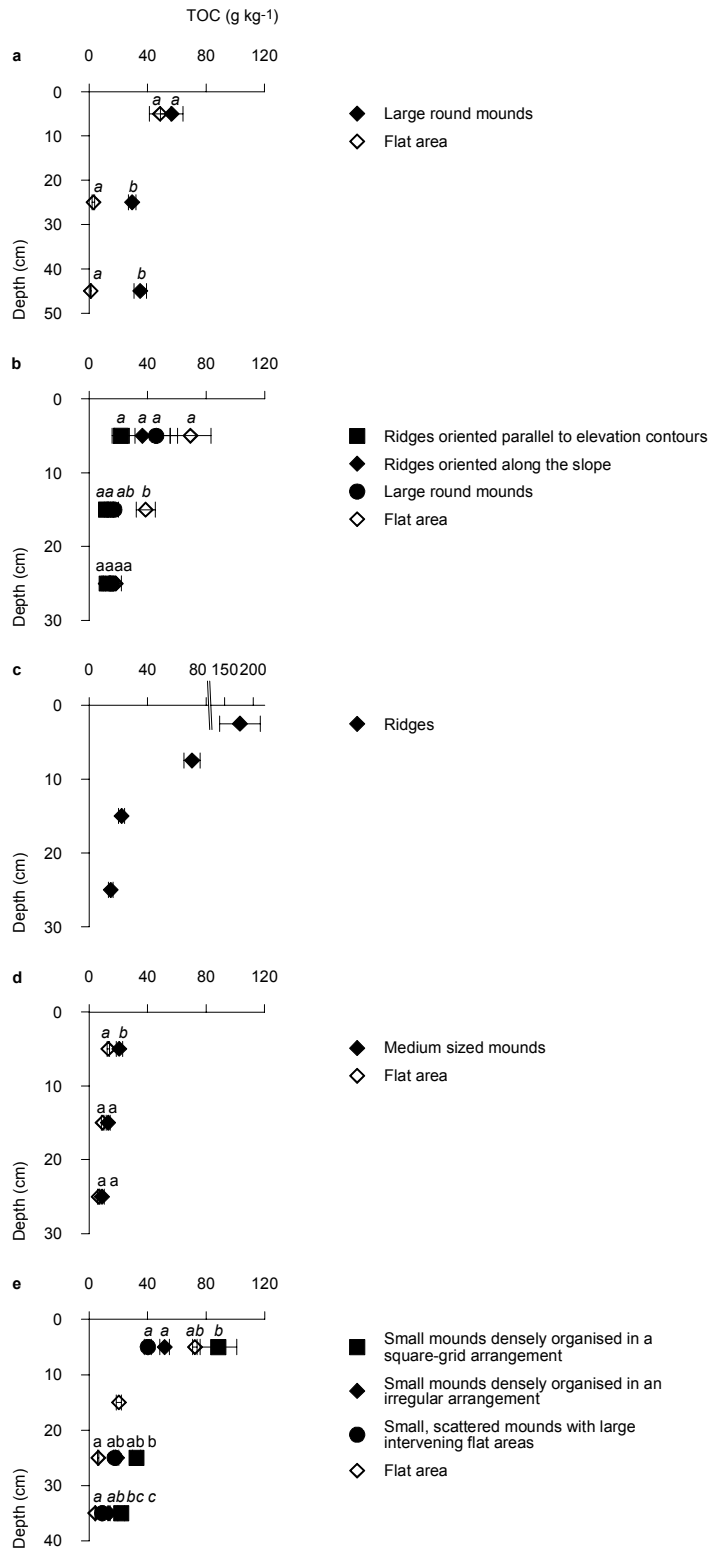 TOC (g kg-1)
a
0 40 80 120
0
a a
10
a b
20
30
a b
40
50
Depth (cm)
Large round mounds
Flat area
b
0 40 80 120
0
a a a a
10
aa ab b
20
aaaa
30
Depth (cm)
Ridges oriented parallel to elevation contours
Ridges oriented along the slope
Large round mounds
Flat area
c
0 40 80 150 200
0
10
20
30
Depth (cm)
Ridges
d
0 40 80 120
0
a b
10
a a
20
a a
30
Depth (cm)
Medium sized mounds
Flat area
e
0 40 80 120
0
a a ab b
10
20
a ab ab b
30
a ab bc c
40
Depth (cm)
Small mounds densely organised in a
square-grid arrangement
Small mounds densely organised in an
irregular arrangement
Small, scattered mounds with large
intervening flat areas
Flat area